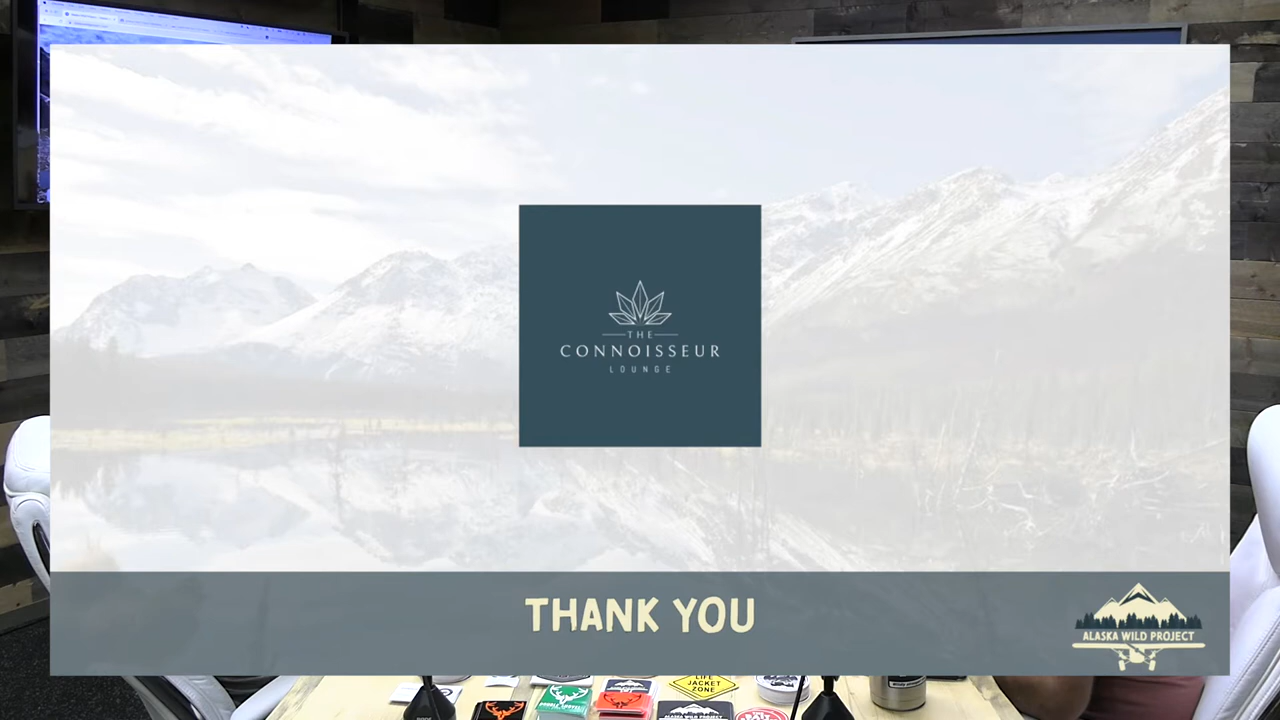 THE
CONNOISSEUR
LOUNGE
THANK YOU
ALASKA WILD PROJECT
LIFE
JACKET
ZONE